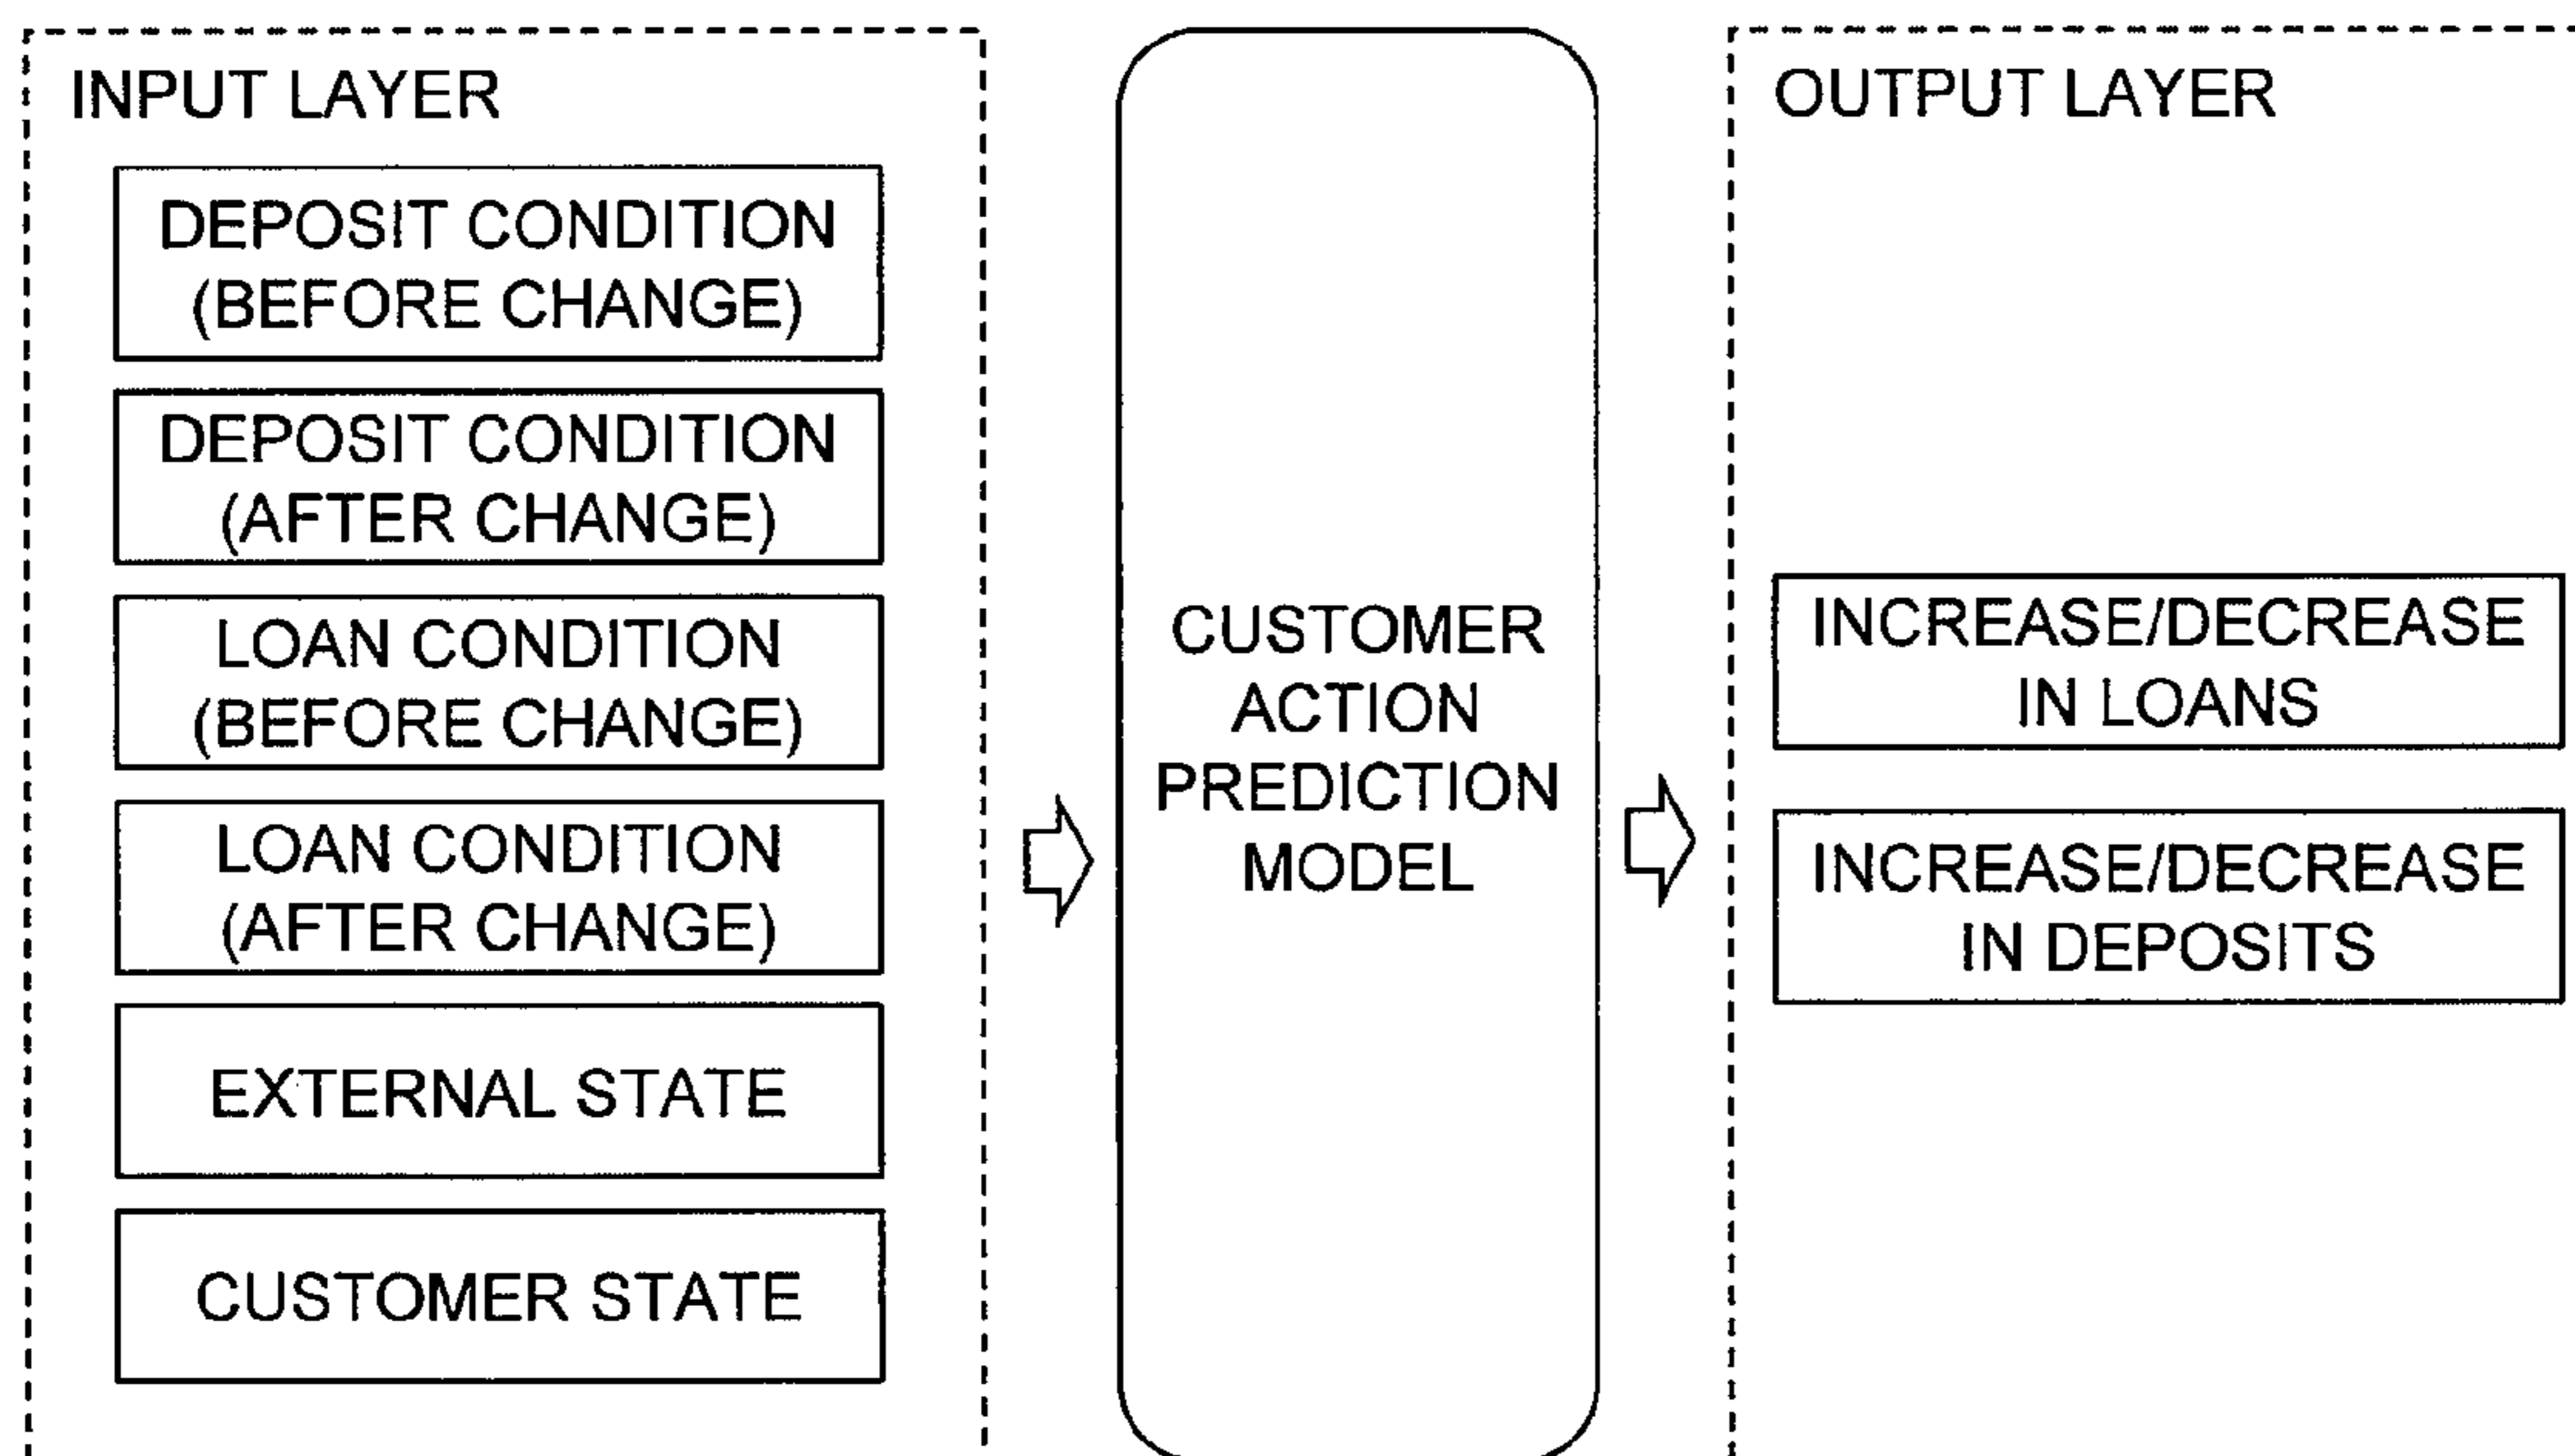 INPUT LAYER
DEPOSIT CONDITION
(BEFORE CHANGE)
DEPOSIT CONDITION
(AFTER CHANGE)
LOAN CONDITION
(BEFORE CHANGE)
LOAN CONDITION
(AFTER CHANGE)
EXTERNAL STATE
CUSTOMER STATE
CUSTOMER
ACTION
PREDICTION
MODEL
OUTPUT LAYER
INCREASE/DECREASE
IN LOANS
INCREASE/DECREASE
IN DEPOSITS